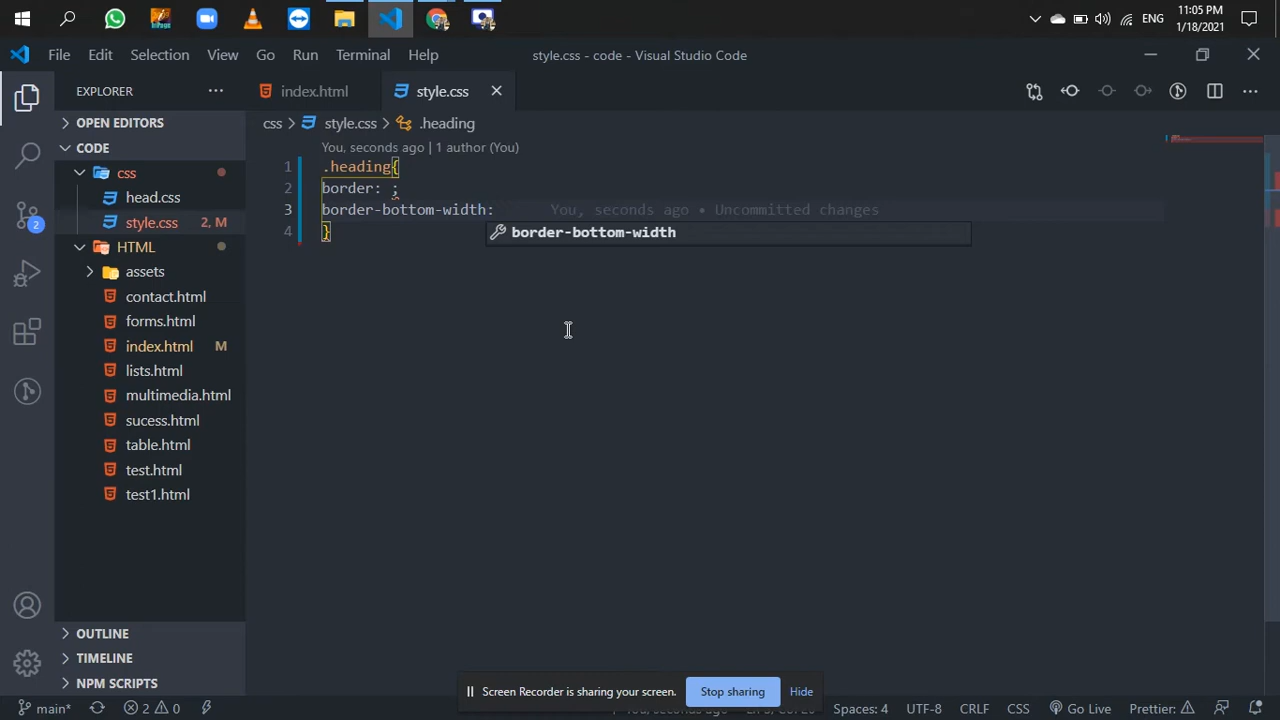 ENG
11:05 PM
1/18/2021
File Edit Selection View Go Run Terminal Help
style.css - code - Visual Studio Code
EXPLORER
index.html
style.css
OPEN EDITORS
css
style.css
.heading
CODE
You, seconds ago | 1 author (You)
css
1 .heading{
head.css
2 border: ;
style.css 2, M
3 border-bottom-width: You, seconds ago • Uncommitted changes
border-bottom-width
4 }
HTML
assets
contact.html
forms.html
index.html M
lists.html
multimedia.html
sucess.html
table.html
test.html
test1.html
2
OUTLINE
TIMELINE
NPM SCRIPTS
Screen Recorder is sharing your screen. Stop sharing Hide
main* 2 0
Spaces: 4 UTF-8 CRLF CSS Go Live Prettier: